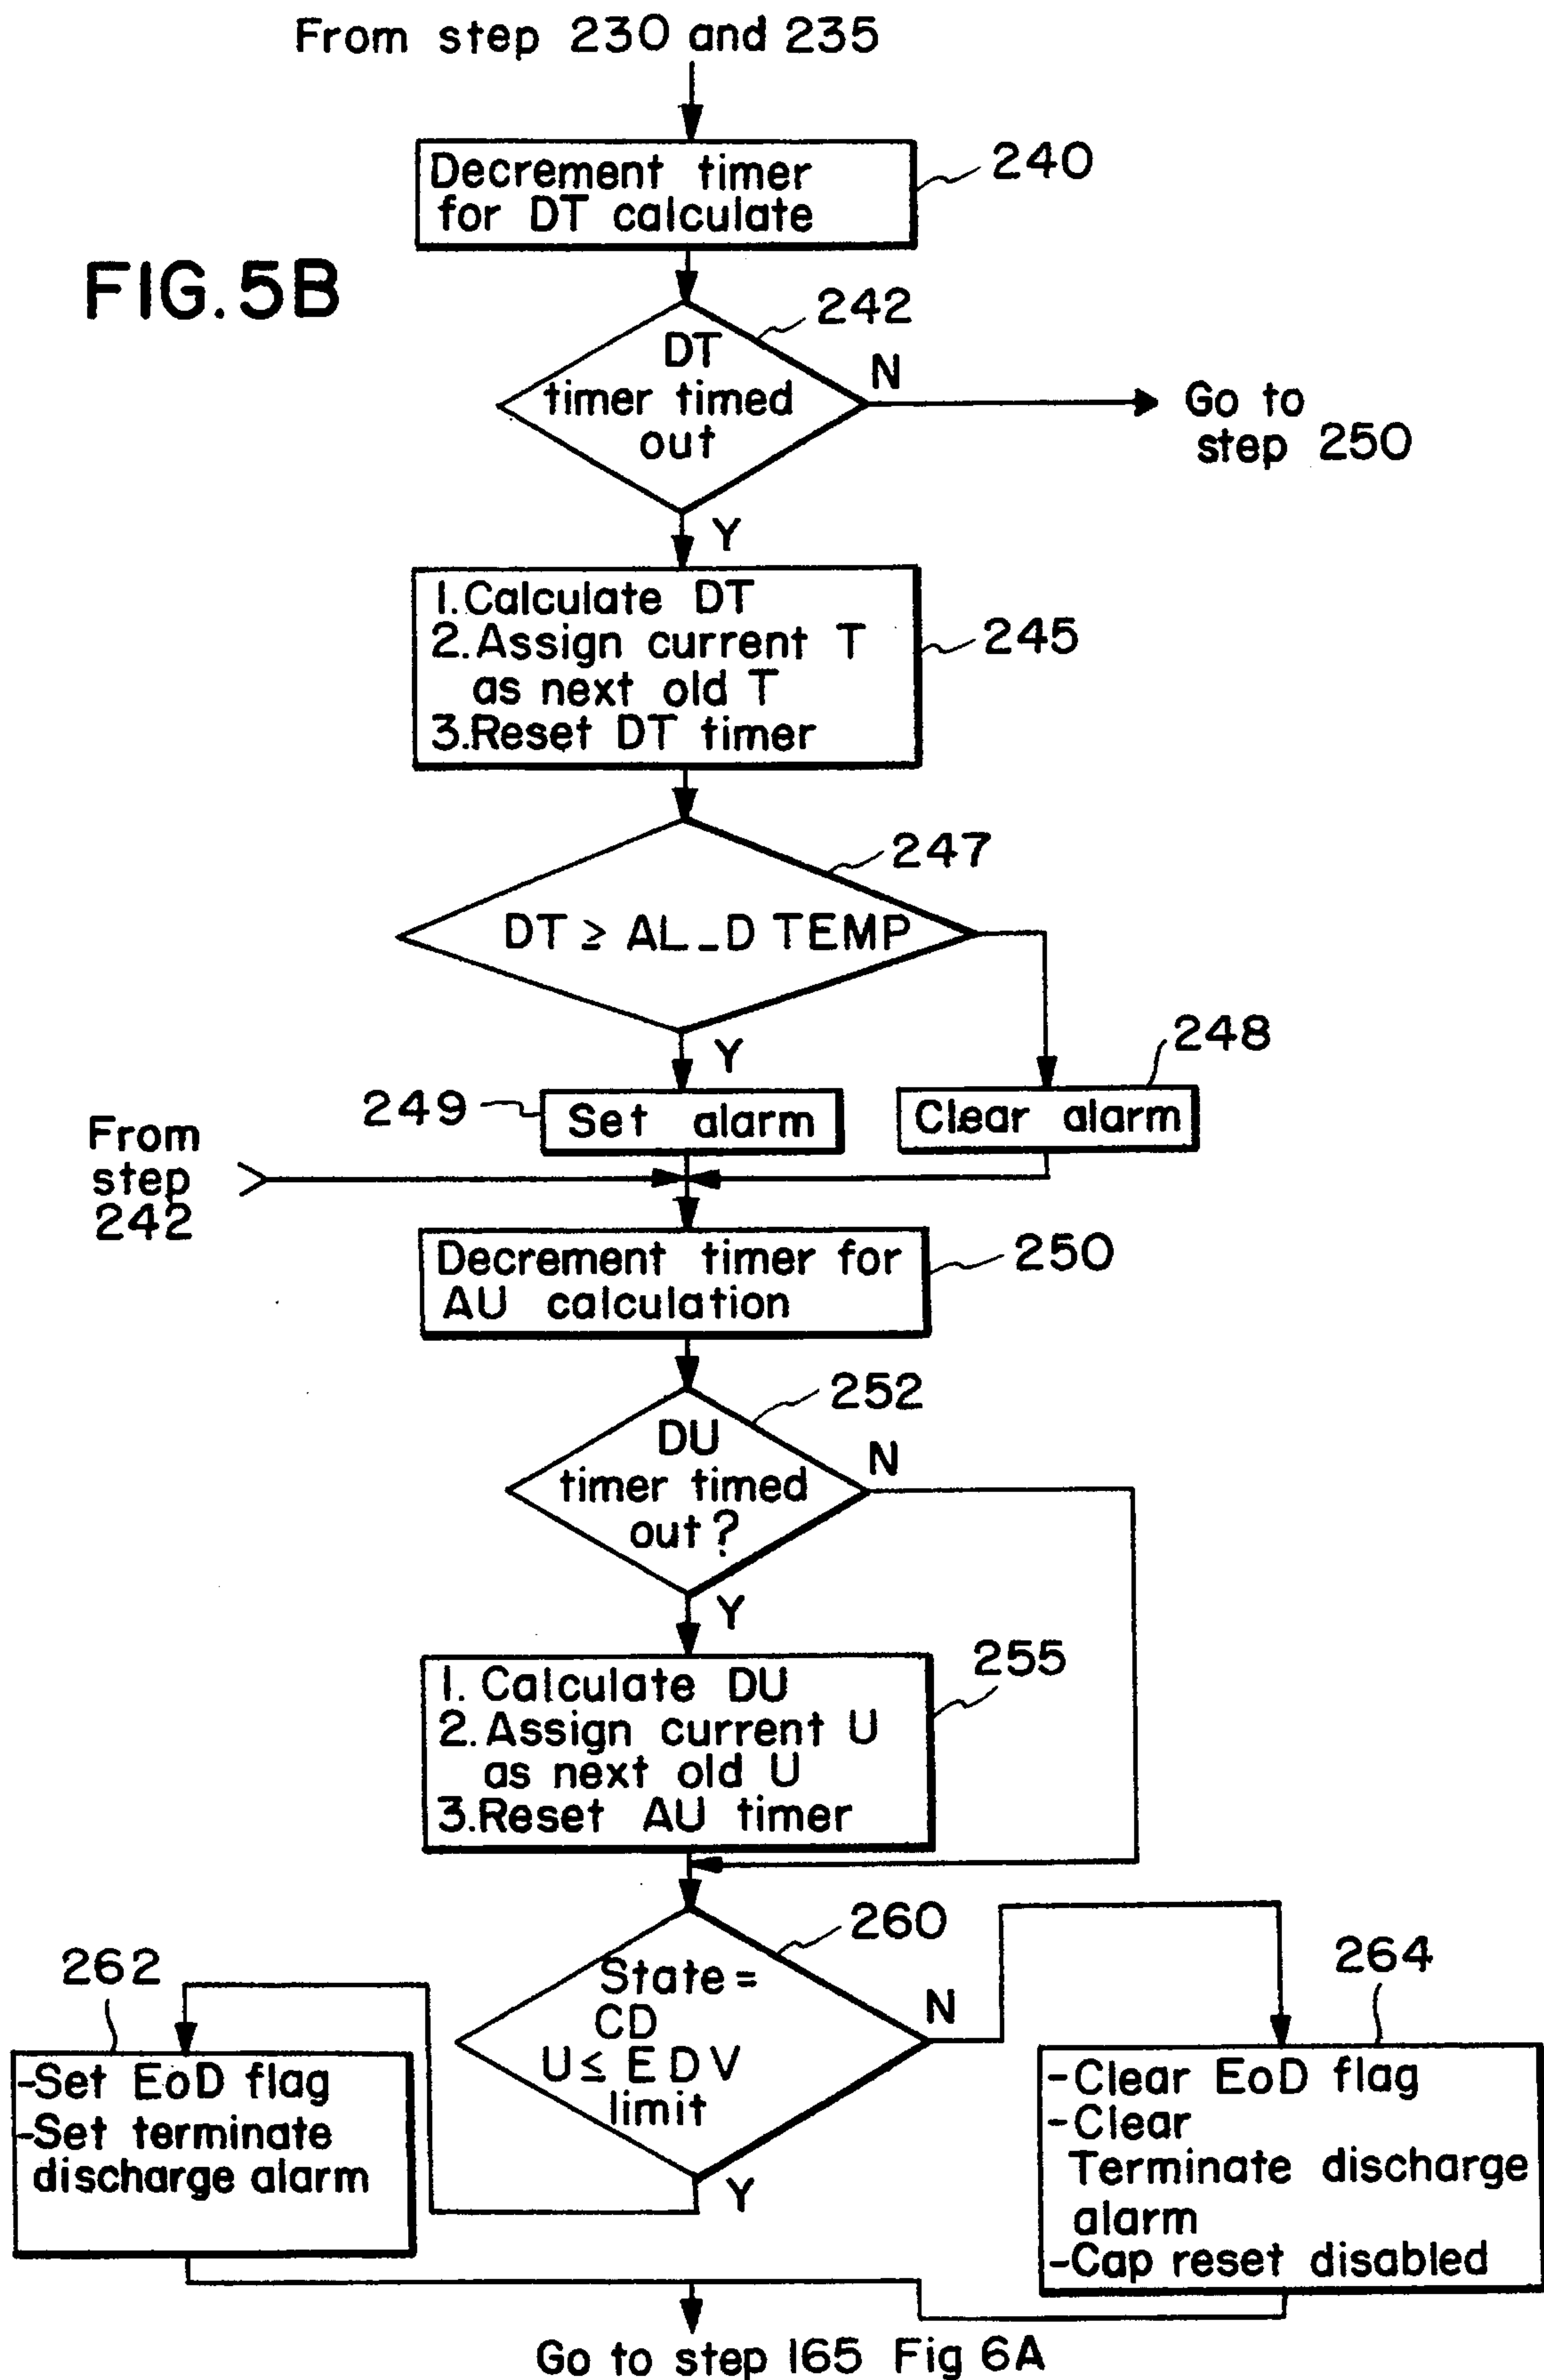 From step 230 and 235
Decrement timer
for DT calculate
240
FIG. 5B
242
DT
timer timed
out
N
Go to
step 250
Y
1. Calculate DT
2. Assign current T
as next old T
3. Reset DT timer
245
247
DT ≥ AL_D TEMP
Y
248
249
Set alarm
Clear alarm
From
step
242
Decrement timer for
AU calculation
250
252
DU
timer timed
out?
N
Y
255
1. Calculate DU
2. Assign current U
as next old U
3. Reset AU timer
260
State =
CD
U ≤ EDV
limit
N
Y
262
-Set EoD flag
-Set terminate
discharge alarm
264
-Clear EoD flag
-Clear
Terminate discharge
alarm
-Cap reset disabled
Go to step 165 Fig 6A